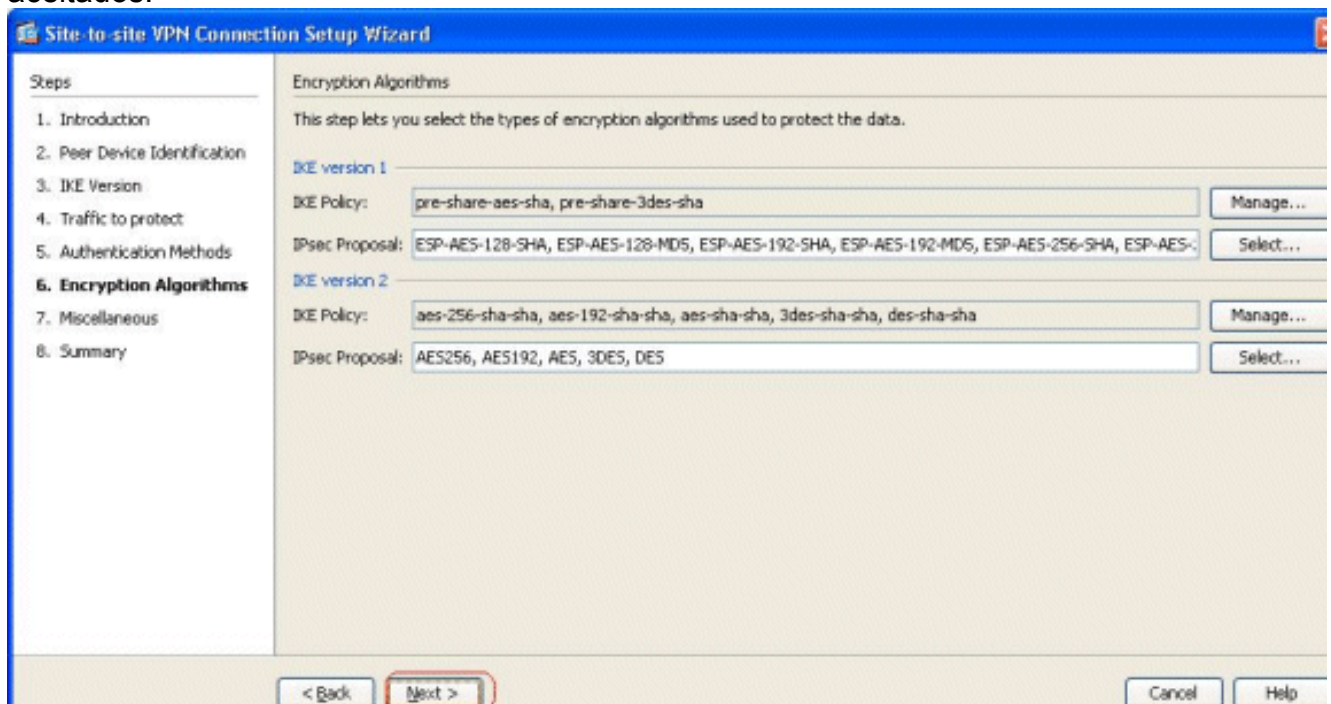 Site-to-site VPN Connection Setup Wizard
Steps
1. Introduction
2. Peer Device Identification
3. IKE Version
4. Traffic to protect
5. Authentication Methods
6. Encryption Algorithms
7. Miscellaneous
8. Summary
Encryption Algorithms
This step lets you select the types of encryption algorithms used to protect the data.
IKE version 1
IKE Policy: pre-share-aes-sha, pre-share-3des-sha Manage...
IPsec Proposal: ESP-AES-128-SHA, ESP-AES-128-MD5, ESP-AES-192-SHA, ESP-AES-192-MD5, ESP-AES-256-SHA, ESP-AES- Select...
IKE version 2
IKE Policy: aes-256-sha-sha, aes-192-sha-sha, aes-sha-sha, 3des-sha-sha, des-sha-sha Manage...
IPsec Proposal: AES256, AES192, AES, 3DES, DES Select...
< Back Next > Cancel Help